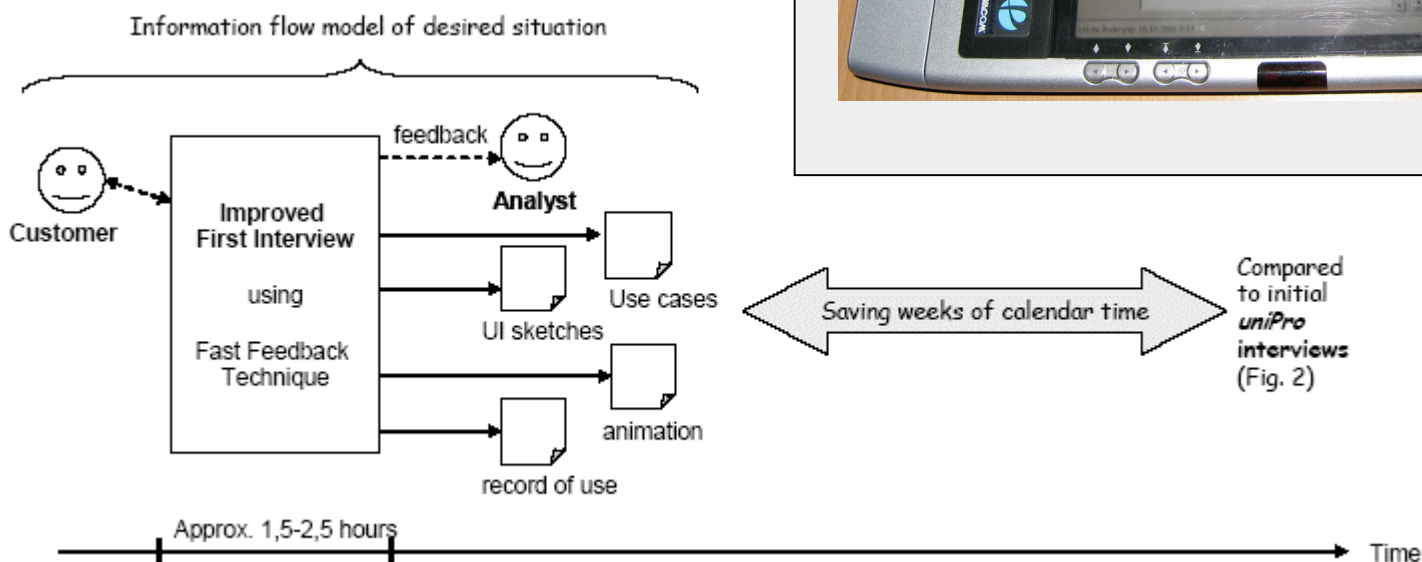 Information flow model of desired situation
feedback
Analyst
Customer
Improved
First Interview
using
Fast Feedback
Technique
Use cases
UI sketches
animation
record of use
Saving weeks of calendar time
Compared
to initial
uniPro
interviews
(Fig. 2)
Approx. 1,5-2,5 hours
Time